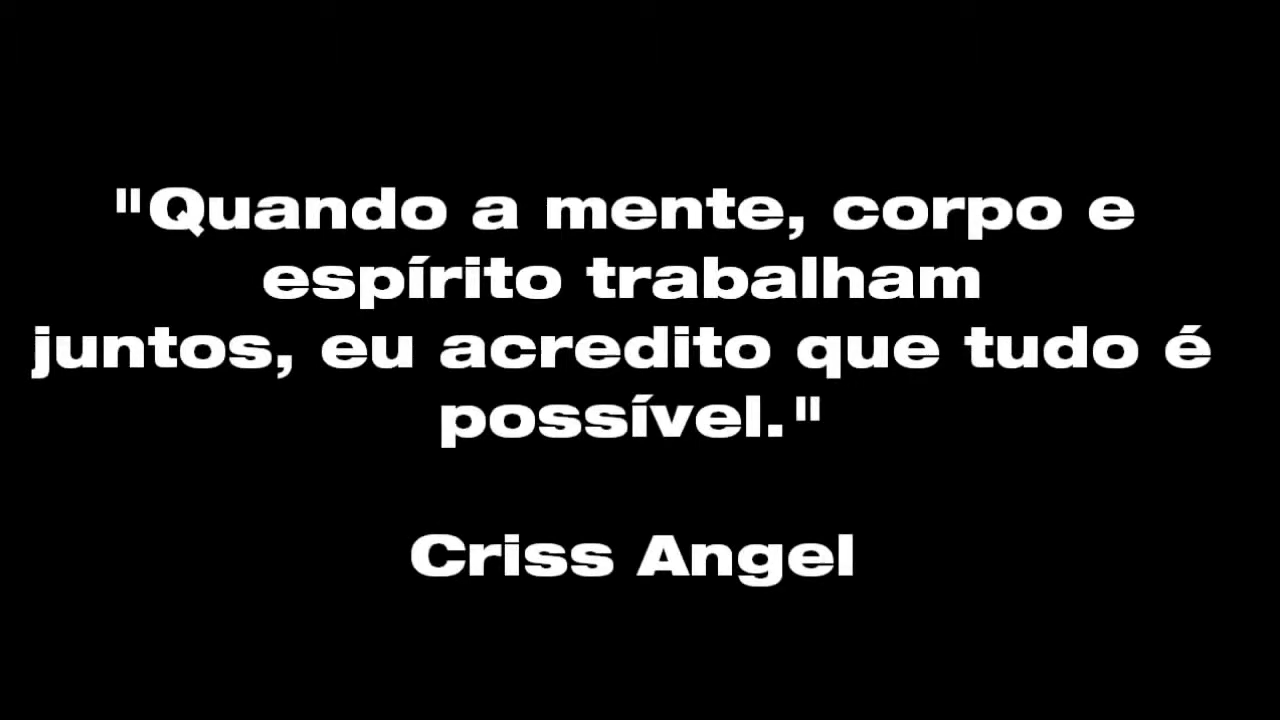 "Quando a mente, corpo e
espírito trabalham
juntos, eu acredito que tudo é
possível."
Criss Angel